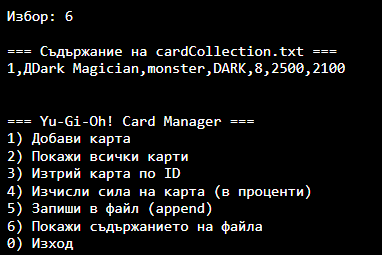 Избор: 6
=== Съдържание на cardCollection.txt ===
1,ДDark Magician,monster,DARK,8,2500,2100
=== Yu-Gi-Oh! Card Manager ===
1) Добави карта
2) Покажи всички карти
3) Изтрий карта по ID
4) Изчисли сила на карта (в проценти)
5) Запиши в файл (append)
6) Покажи съдържанието на файла
0) Изход